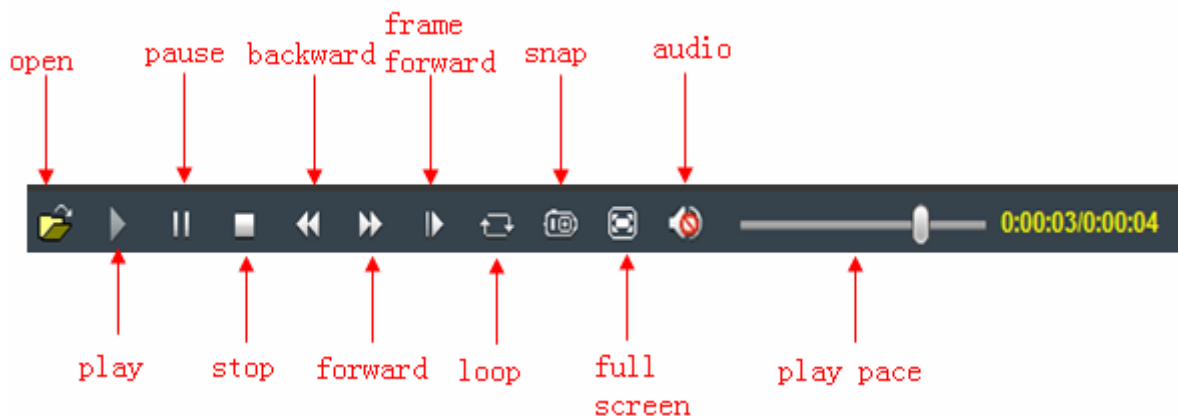 open
pause
backward
frame
forward
snap
audio
0:00:03/0:00:04
play
stop
forward
loop
full
screen
play pace